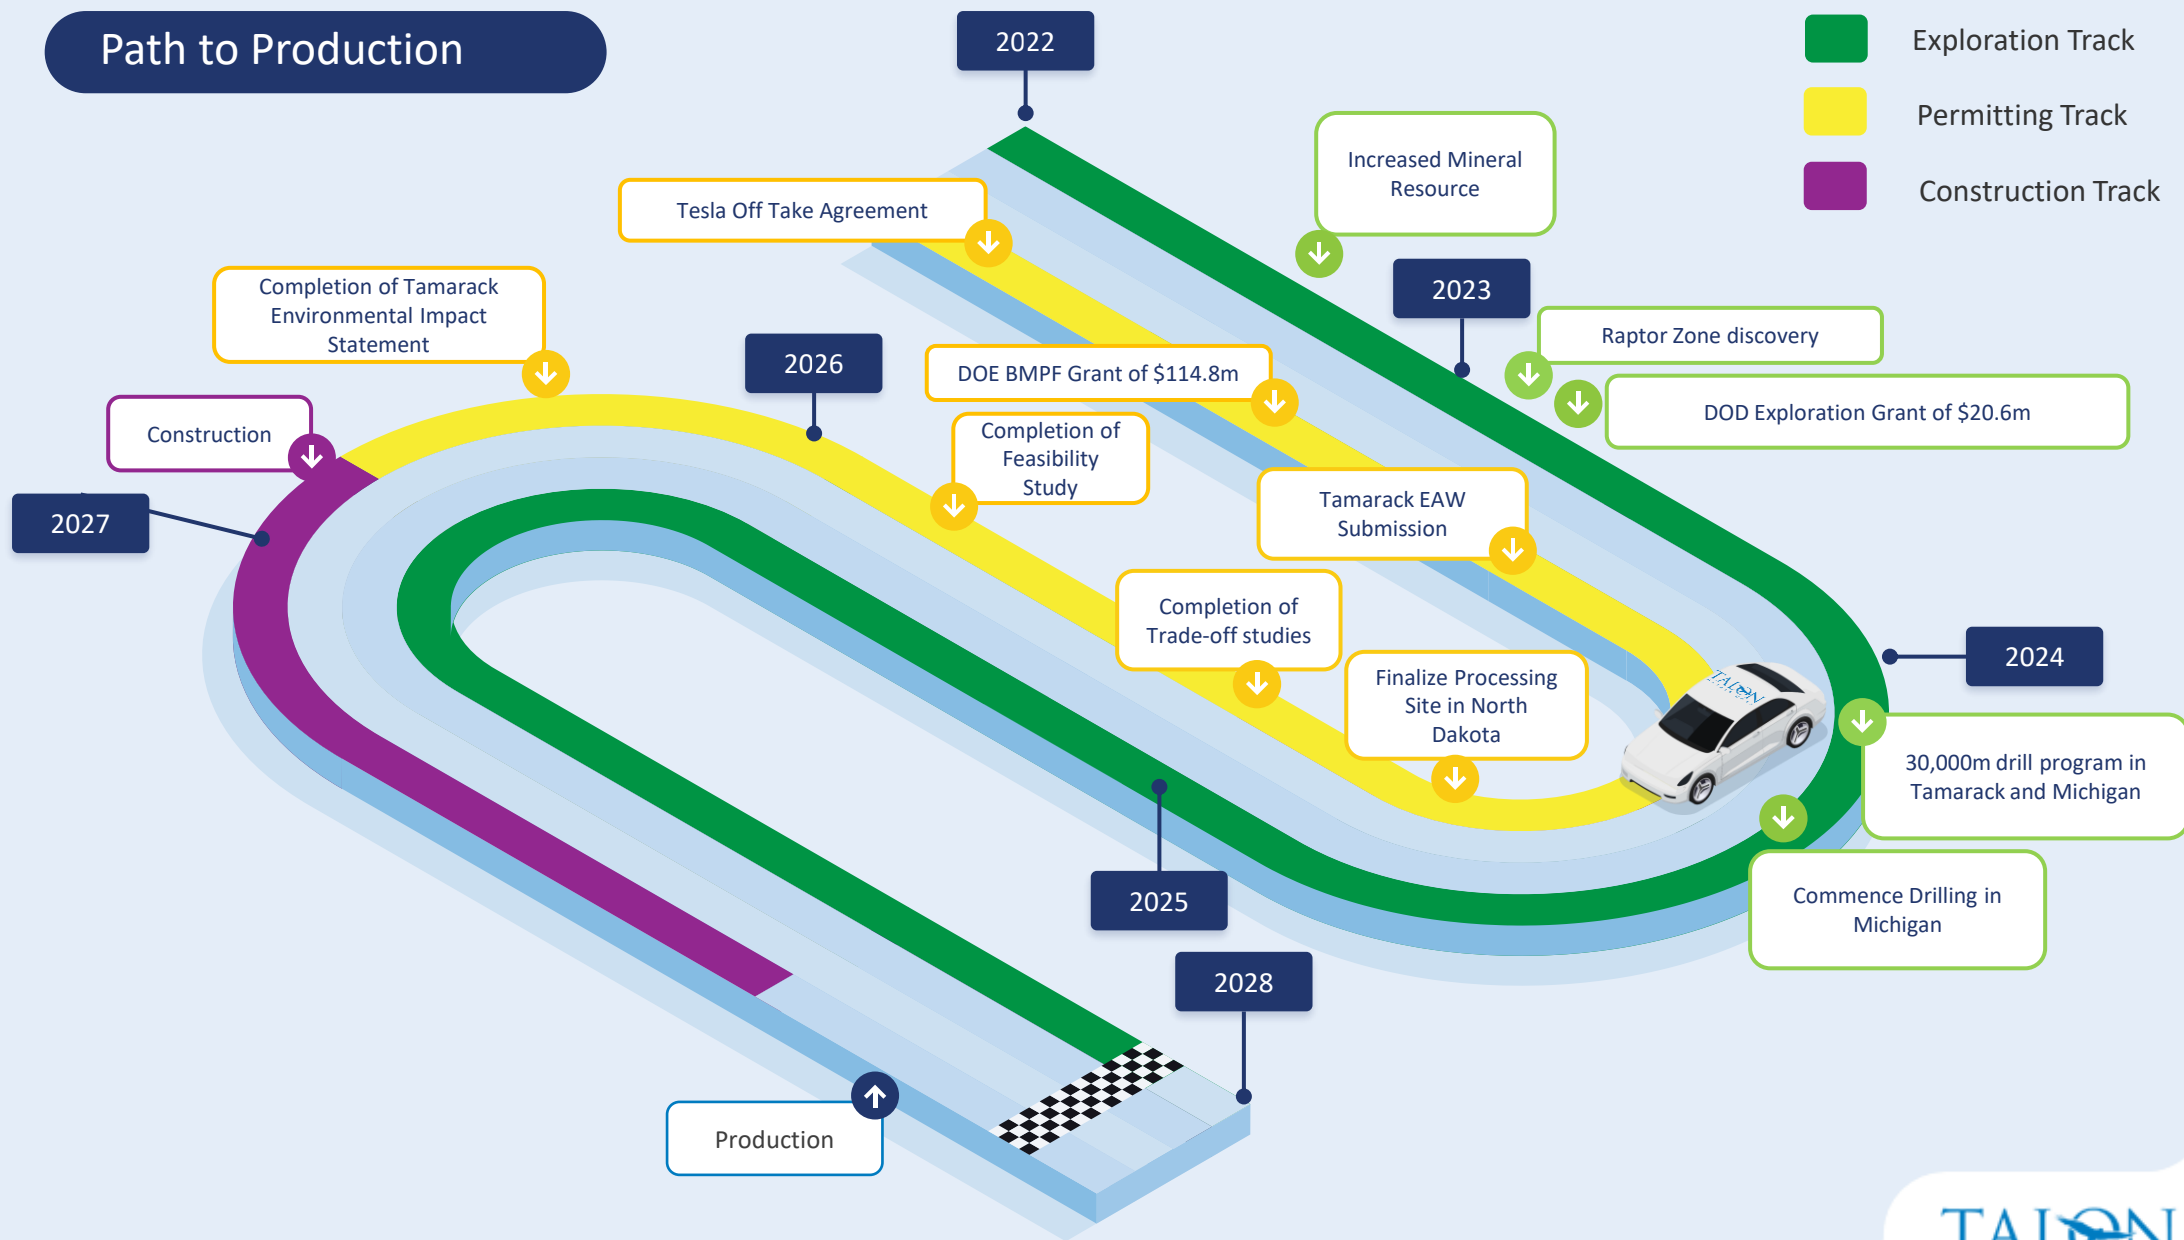 Path to Production
2022
Exploration Track
Permitting Track
Construction Track
Increased Mineral
Resource
Tesla Off Take Agreement
2023
Completion of Tamarack
Environmental Impact
Statement
Raptor Zone discovery
2026
DOE BMPF Grant of $114.8m
DOD Exploration Grant of $20.6m
Construction
Completion of
Feasibility
Study
2027
Tamarack EAW
Submission
Completion of
Trade-off studies
2024
Finalize Processing
Site in North
Dakota
TALON
30,000m drill program in
Tamarack and Michigan
2025
Commence Drilling in
Michigan
2028
Production
TALON